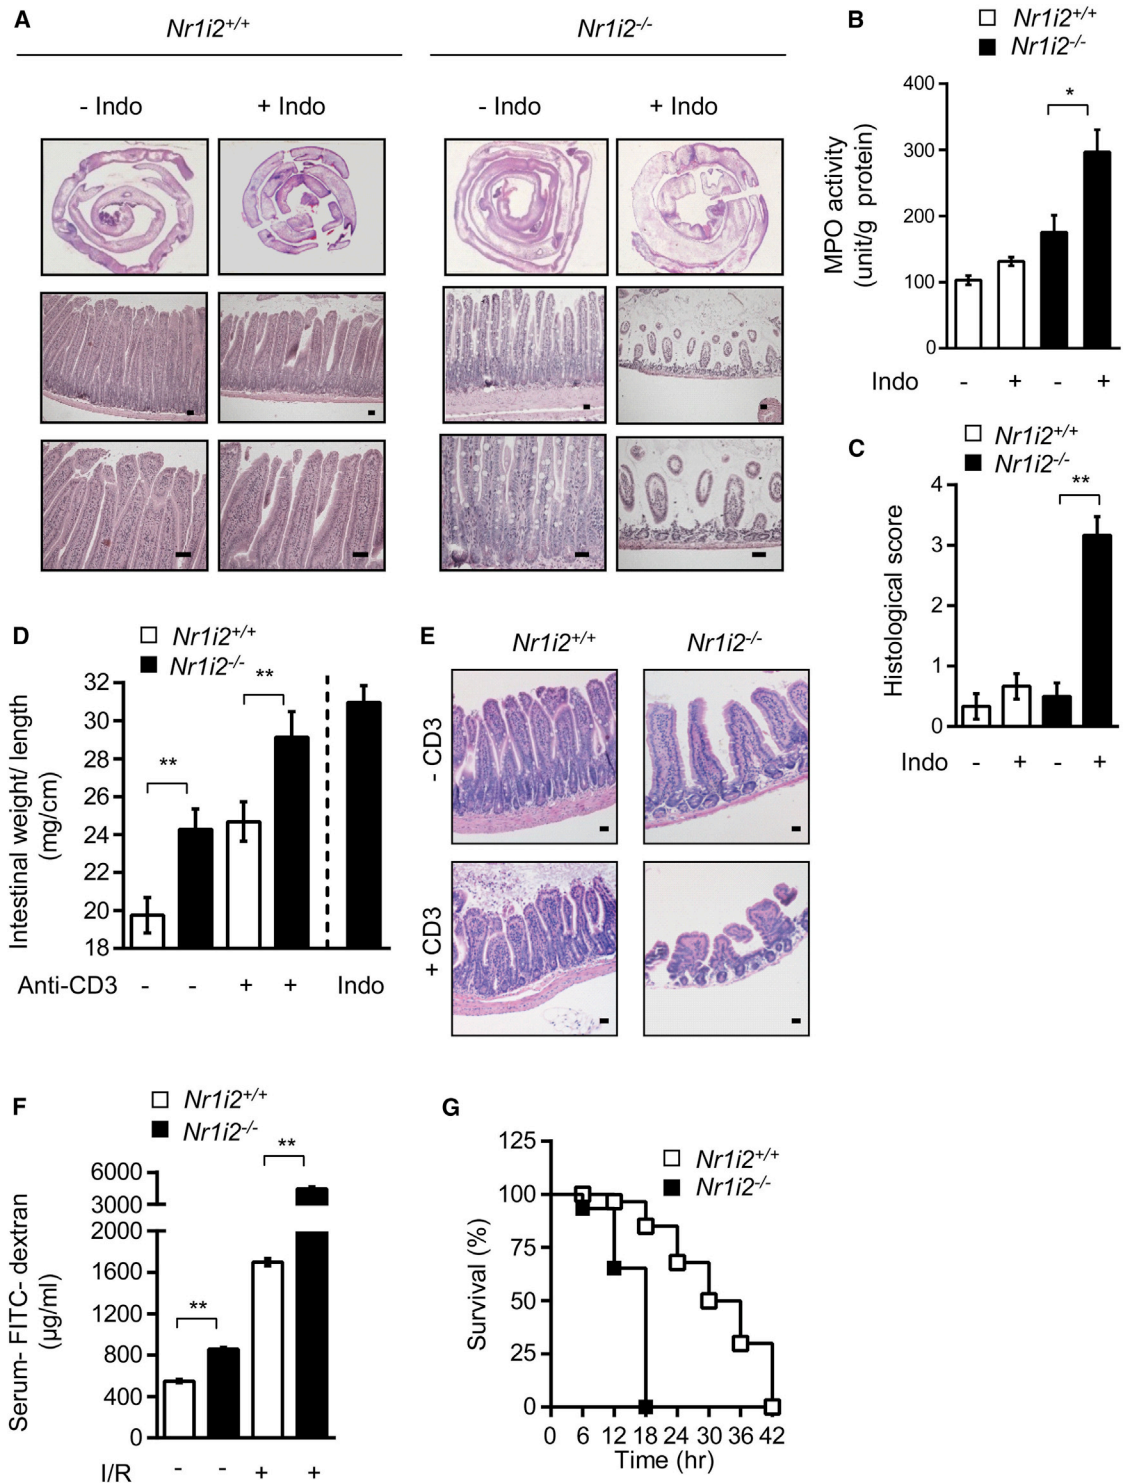 A
Nr1i2+/+
Nr1i2-/-
- Indo
+ Indo
- Indo
+ Indo
B
Nr1i2+/+
Nr1i2-/-
MPO activity
(unit/g protein)
400
300
200
100
0
*
Indo
-
+
-
+
C
Nr1i2+/+
Nr1i2-/-
Histological score
4
3
2
1
0
**
Indo
-
+
-
+
D
Nr1i2+/+
Nr1i2-/-
Intestinal weight/ length
(mg/cm)
32
30
28
26
24
22
20
18
**
**
Anti-CD3
-
-
+
+
Indo
E
Nr1i2+/+
Nr1i2-/-
- CD3
+ CD3
F
Nr1i2+/+
Nr1i2-/-
Serum- FITC- dextran
(µg/ml)
6000
3000
2000
1600
1200
800
400
0
**
**
I/R
-
-
+
+
G
Nr1i2+/+
Nr1i2-/-
Survival (%)
125
100
75
50
25
0
0 6 12 18 24 30 36 42
Time (hr)